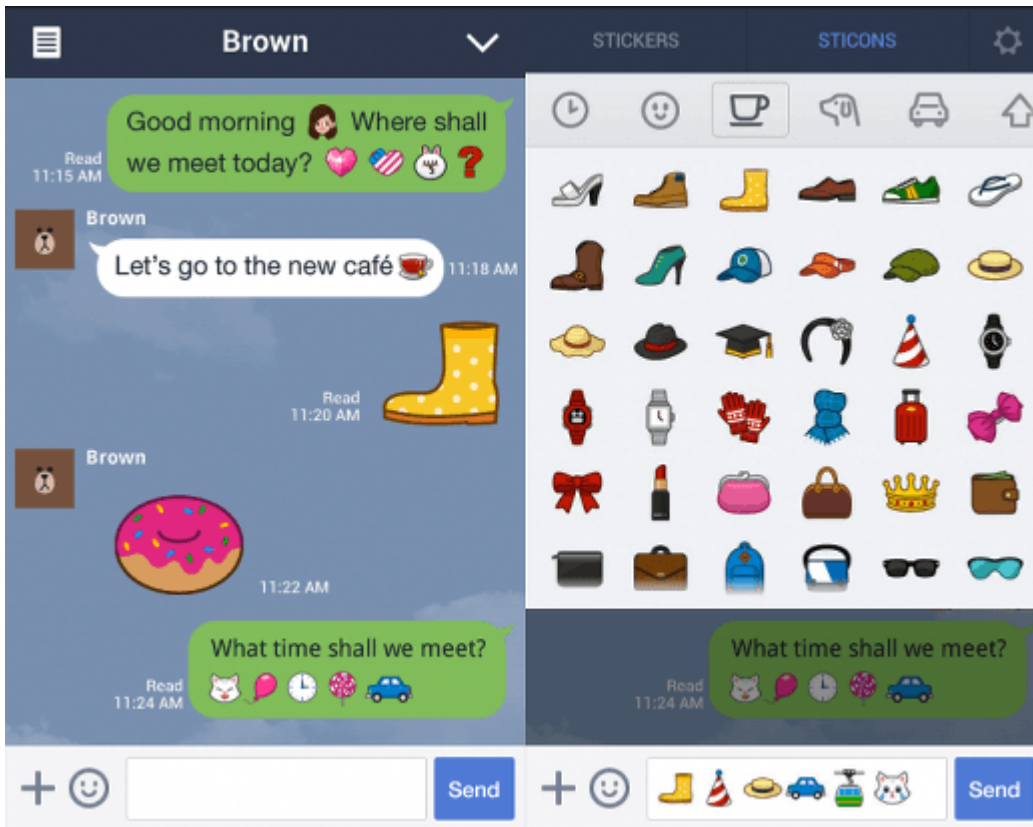 Brown
Good morning Where shall
we meet today?
Read
11:15 AM
Brown
Let's go to the new café
11:18 AM
Read
11:20 AM
Brown
11:22 AM
What time shall we meet?
Read
11:24 AM
Send
STICKERS
STICONS
What time shall we meet?
Read
11:24 AM
Send